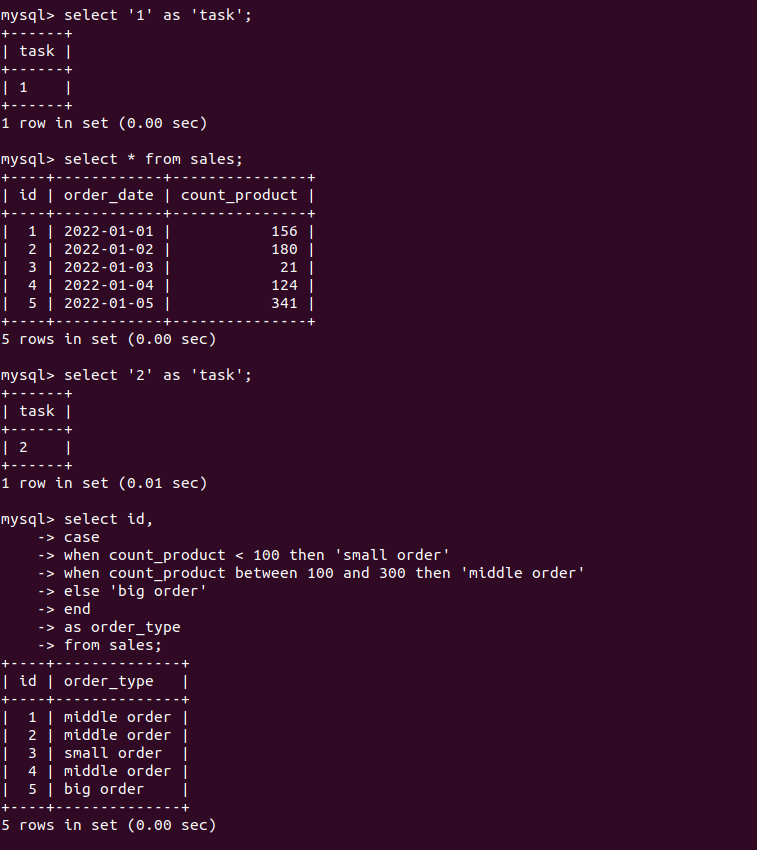 mysql> select '1' as 'task';
+------+
| task |
+------+
| 1    |
+------+
1 row in set (0.00 sec)

mysql> select * from sales;
+----+------------+---------------+
| id | order_date | count_product |
+----+------------+---------------+
|  1 | 2022-01-01 |           156 |
|  2 | 2022-01-02 |           180 |
|  3 | 2022-01-03 |            21 |
|  4 | 2022-01-04 |           124 |
|  5 | 2022-01-05 |           341 |
+----+------------+---------------+
5 rows in set (0.00 sec)

mysql> select '2' as 'task';
+------+
| task |
+------+
| 2    |
+------+
1 row in set (0.01 sec)

mysql> select id,
    -> case
    -> when count_product < 100 then 'small order'
    -> when count_product between 100 and 300 then 'middle order'
    -> else 'big order'
    -> end
    -> as order_type
    -> from sales;
+----+--------------+
| id | order_type   |
+----+--------------+
|  1 | middle order |
|  2 | middle order |
|  3 | small order  |
|  4 | middle order |
|  5 | big order    |
+----+--------------+
5 rows in set (0.00 sec)